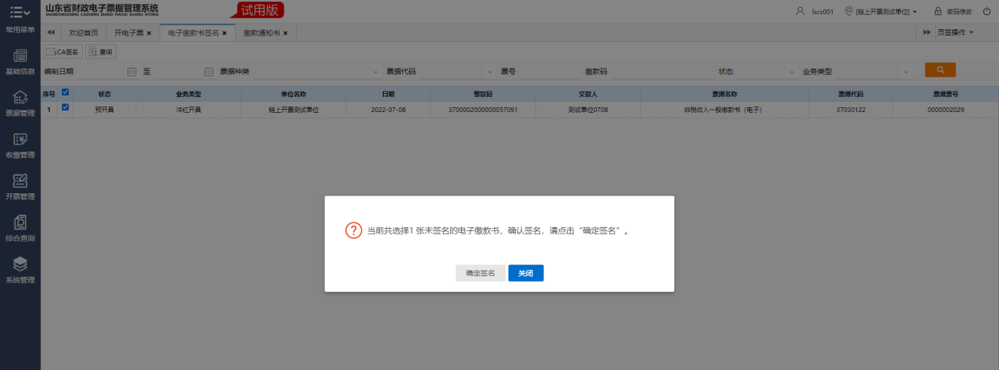 山东省财政电子票据管理系统
SHANDONGSHENG CAIZHENG DIANZI PIAOJU GUANLI XITONG
试用版
lscs001
[链上开票测试单位]
密码修改
常用菜单
欢迎首页
开电子票
电子缴款书签名
缴款通知书
页签操作
CA签名
查询
基础信息
编制日期
至
票据种类
票据代码
票号
缴款码
状态
业务类型
序号 状态 业务类型 单位名称 日期 缴款码 交款人 票据名称 票据代码 票据票号
1 预开具 冲红开具 链上开票测试单位 2022-07-08 3700002000000057091 测试单位0708 非税收入一般缴款书（电子） 37030122 0000002029
票据管理
收缴管理
开票管理
综合查询
系统管理
当前共选择1 张未签名的电子缴款书，确认签名，请点击“确定签名”。
确定签名
关闭